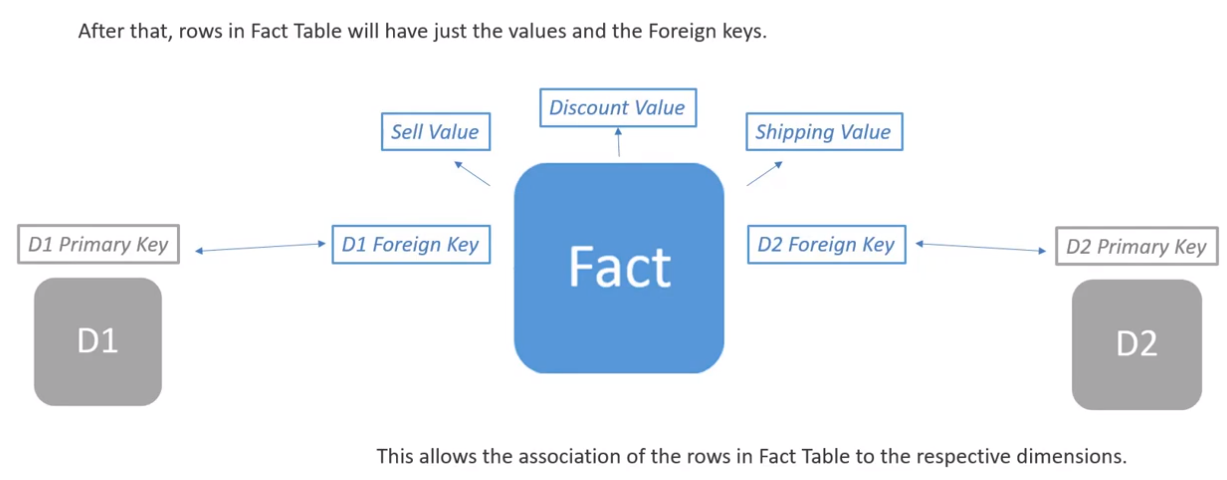 After that, rows in Fact Table will have just the values and the Foreign keys.
Discount Value
Sell Value
Shipping Value
D1 Primary Key
D1 Foreign Key
Fact
D2 Foreign Key
D2 Primary Key
D1
D2
This allows the association of the rows in Fact Table to the respective dimensions.